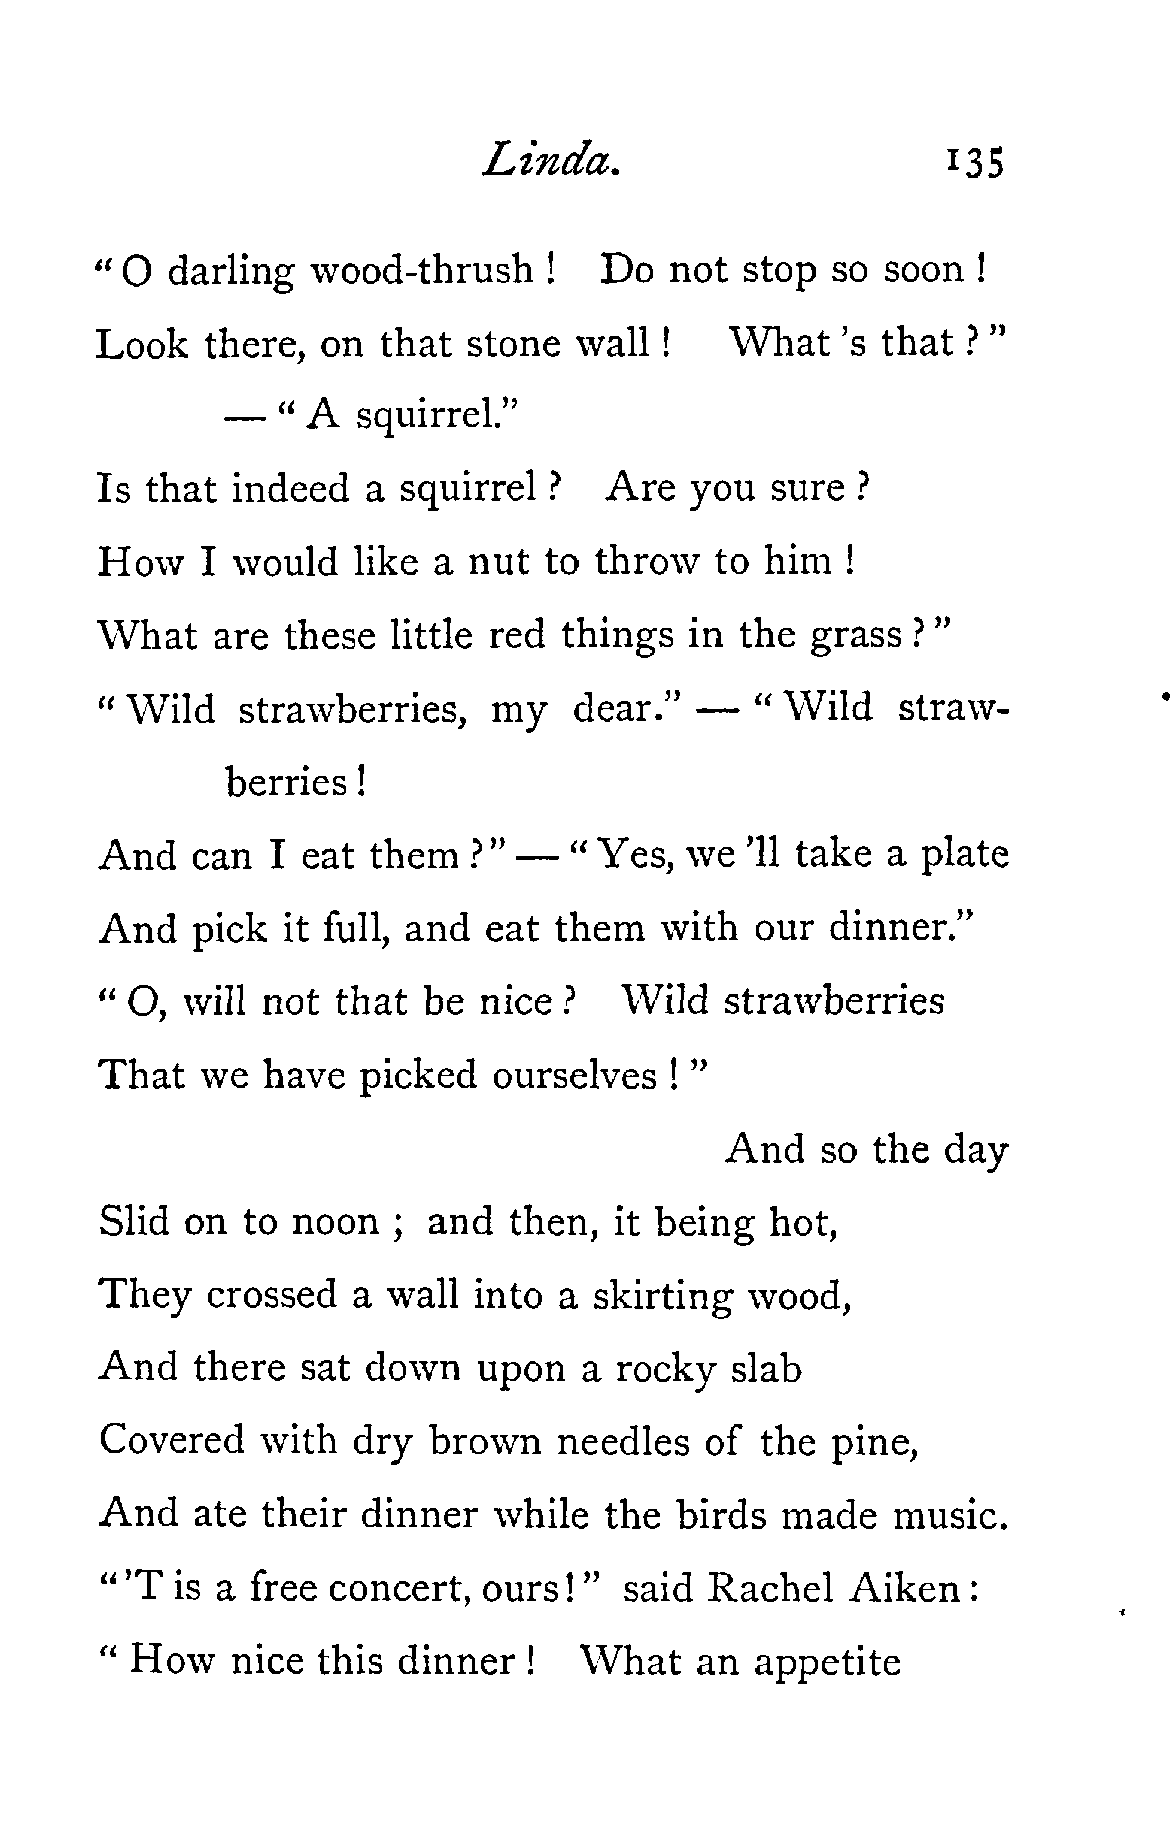 Linda. 135
"O darling wood-thrush! Do not stop so soon!
Look there, on that stone wall! What 's that?"
— "A squirrel."
Is that indeed a squirrel? Are you sure?
How I would like a nut to throw to him!
What are these little red things in the grass?"
"Wild strawberries, my dear." — "Wild straw-
berries!
And can I eat them?" — "Yes, we 'll take a plate
And pick it full, and eat them with our dinner."
"O, will not that be nice? Wild strawberries
That we have picked ourselves!"
And so the day
Slid on to noon; and then, it being hot,
They crossed a wall into a skirting wood,
And there sat down upon a rocky slab
Covered with dry brown needles of the pine,
And ate their dinner while the birds made music.
"'T is a free concert, ours!" said Rachel Aiken:
"How nice this dinner! What an appetite